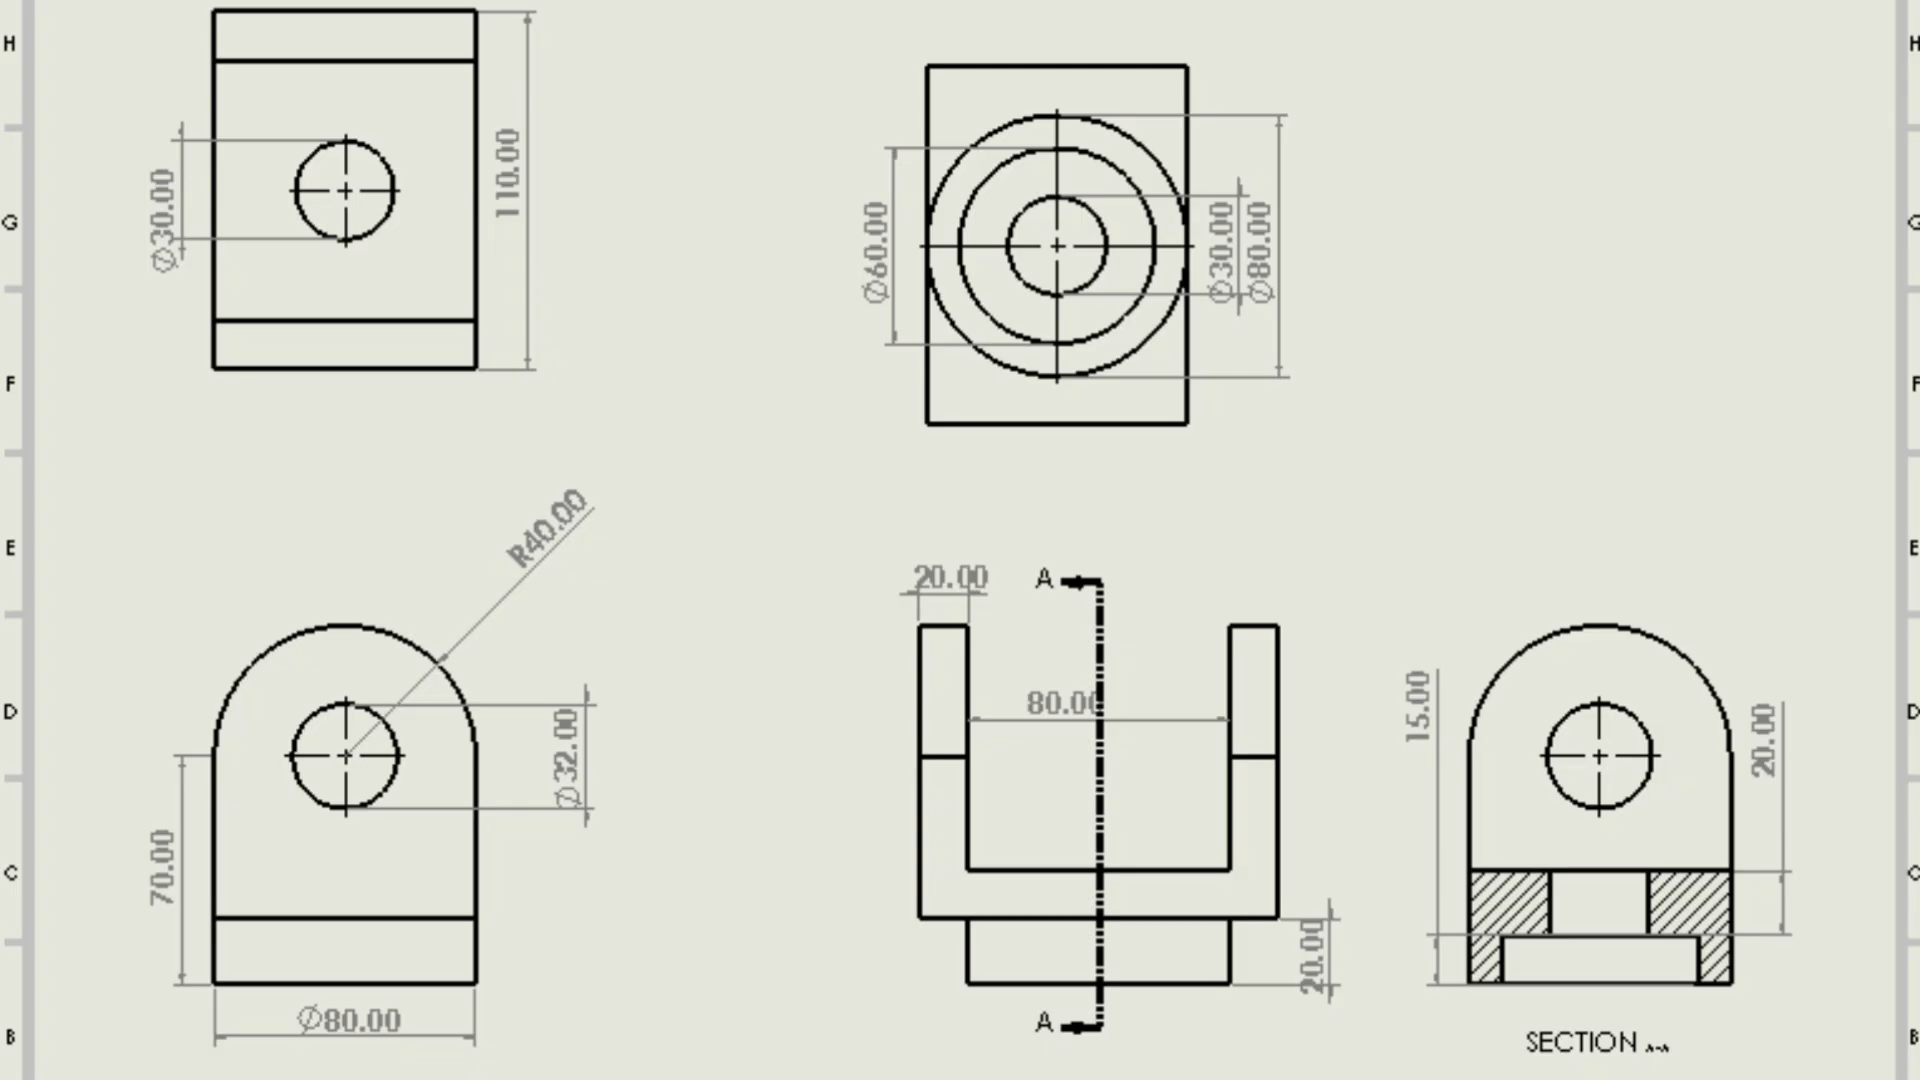 H
H
110.00
⌀30.00
G
G
⌀60.00
⌀30.00
⌀80.00
F
F
R40.00
E
E
20.00
A
D
D
⌀32.00
80.00
15.00
20.00
70.00
C
C
20.00
⌀80.00
A
B
B
SECTION A-A